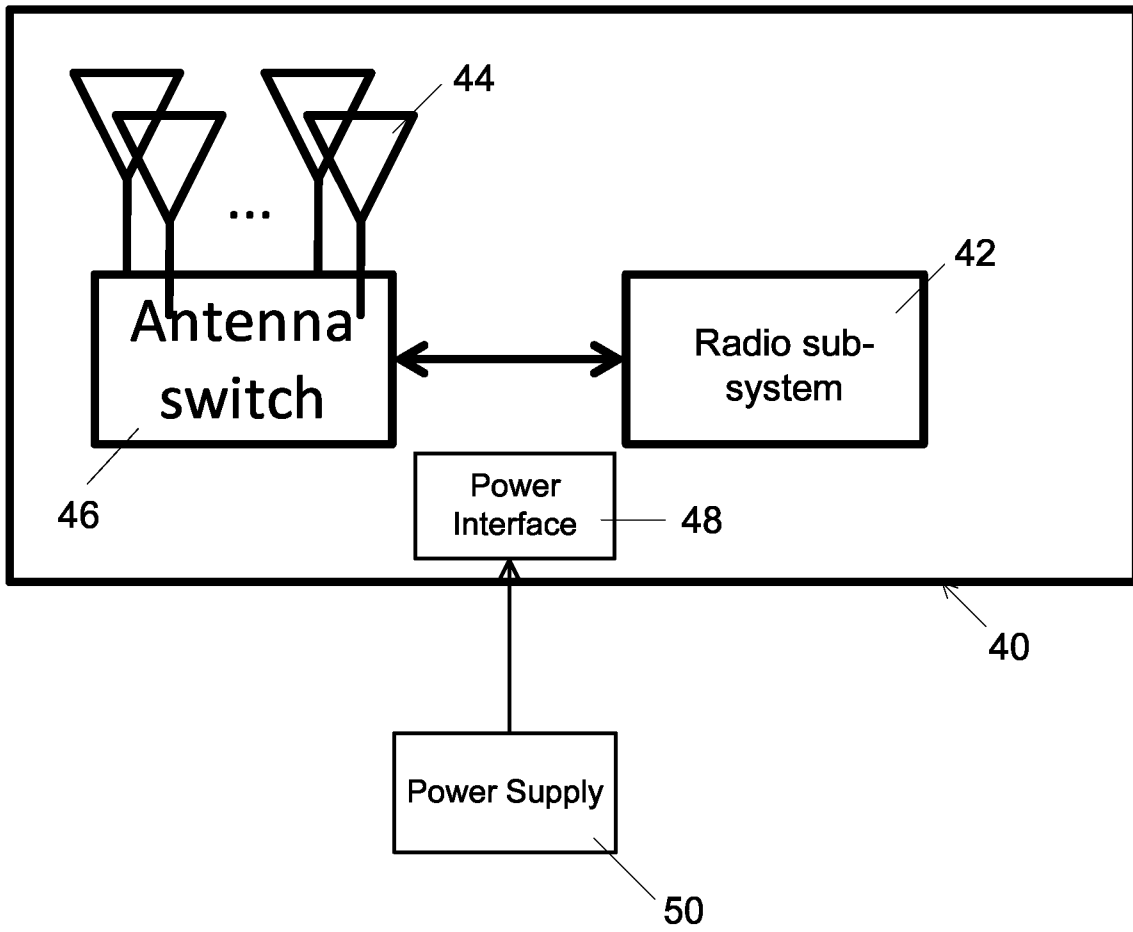 44
...
42
Antenna
switch
Radio sub-
system
46
Power
Interface
48
40
Power Supply
50